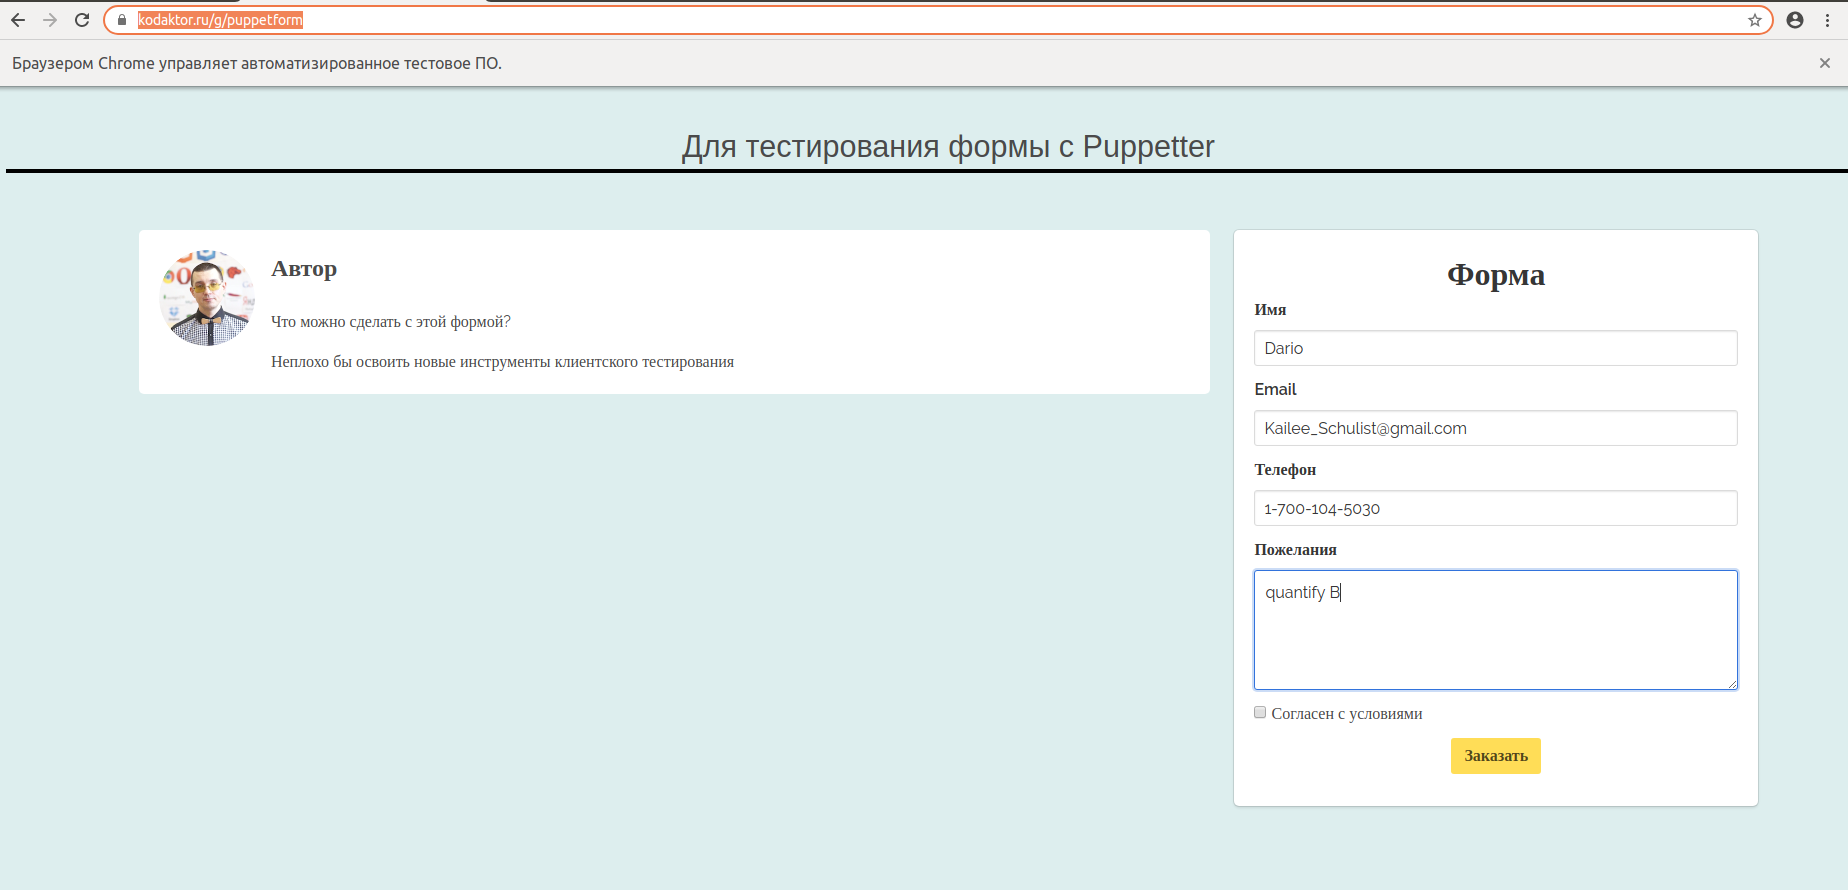 kodaktor.ru/g/puppetform
Браузером Chrome управляет автоматизированное тестовое ПО.
Для тестирования формы с Puppetter
Автор
Что можно сделать с этой формой?
Неплохо бы освоить новые инструменты клиентского тестирования
Форма
Имя
Dario
Email
Kailee_Schulist@gmail.com
Телефон
1-700-104-5030
Пожелания
quantify B
Согласен с условиями
Заказать